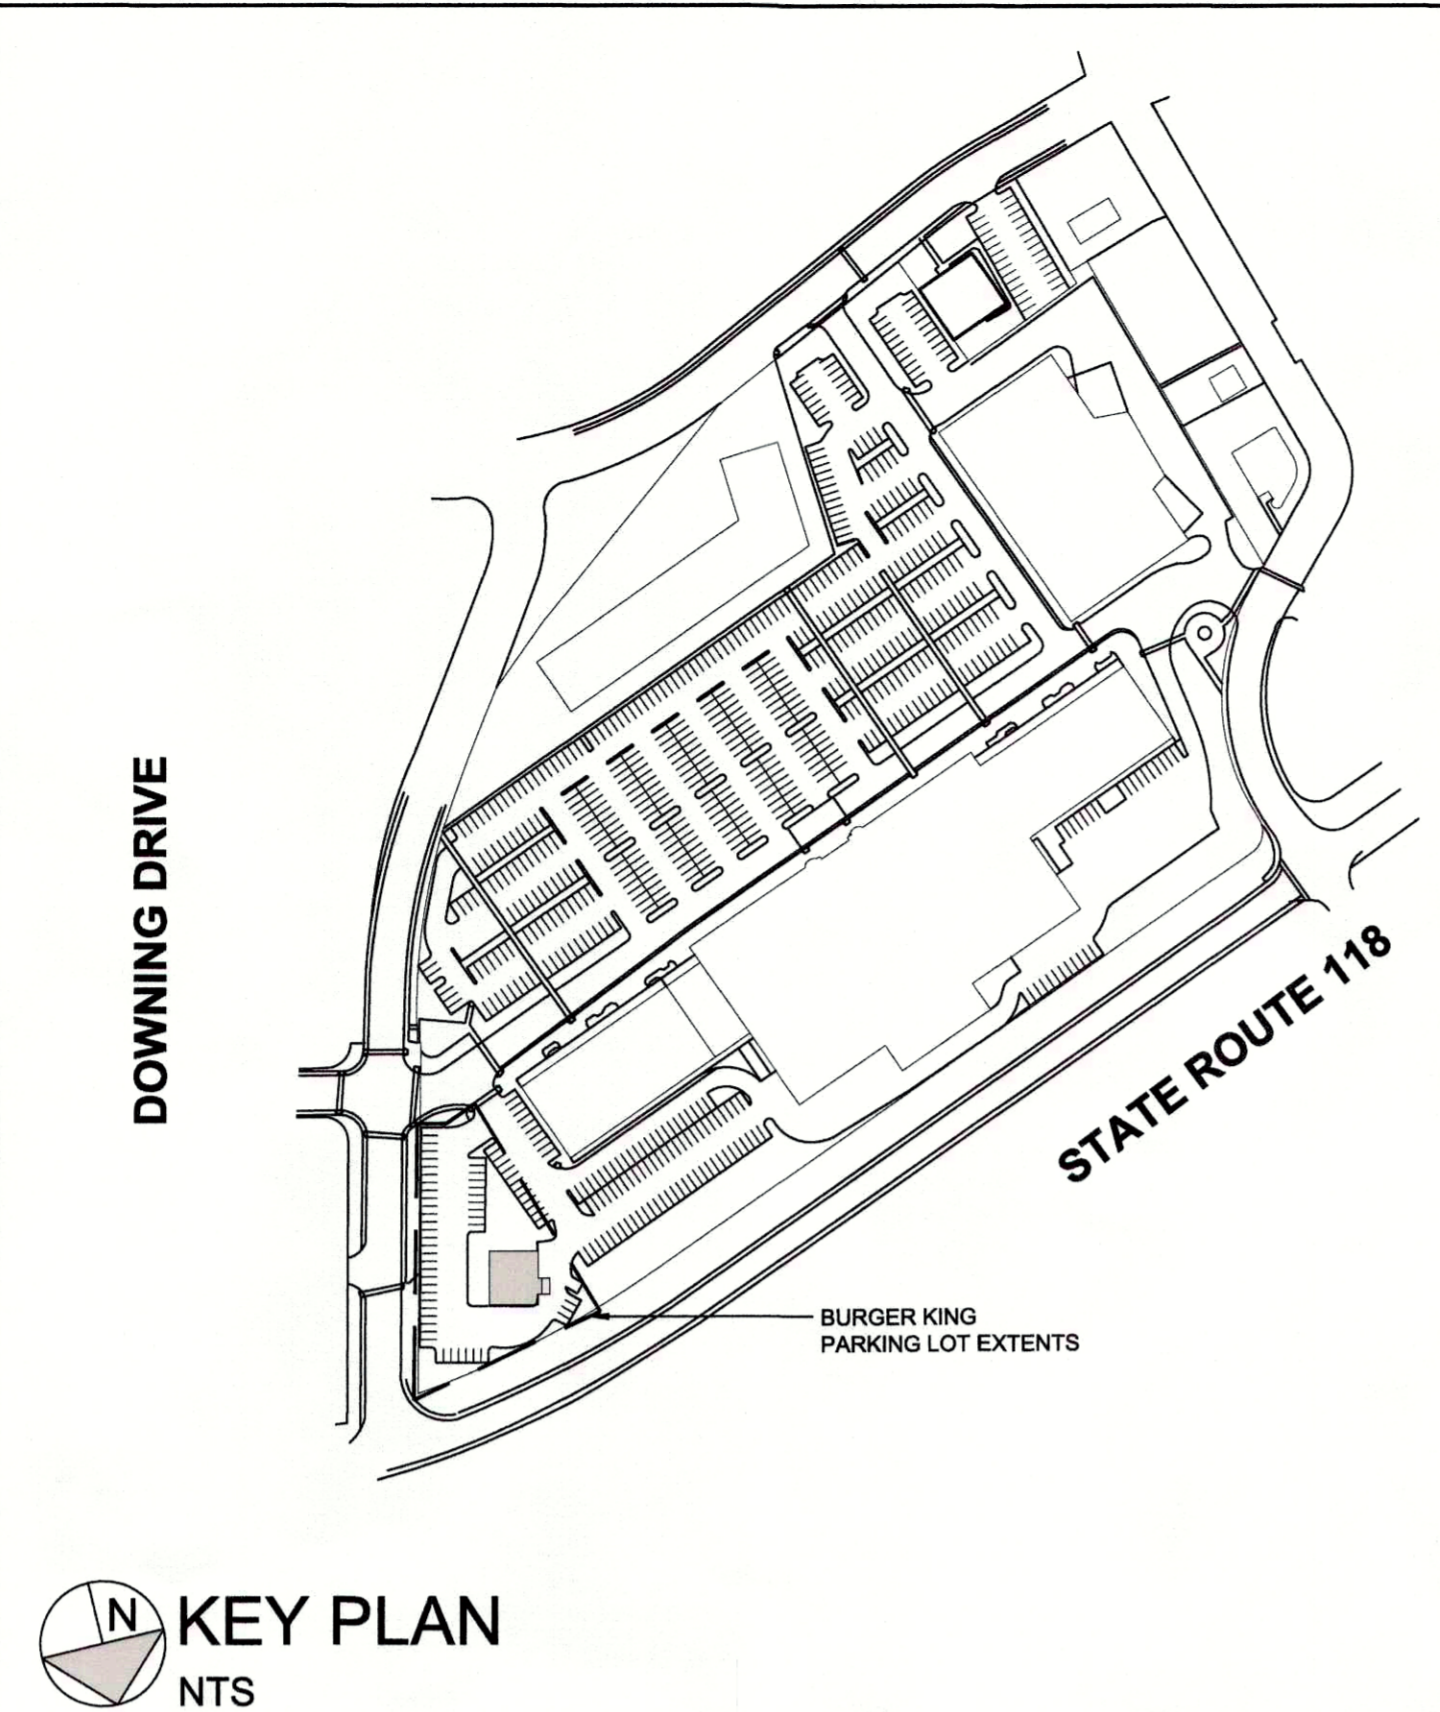 DOWNING DRIVE
STATE ROUTE 118
BURGER KING
PARKING LOT EXTENTS
N
KEY PLAN
NTS